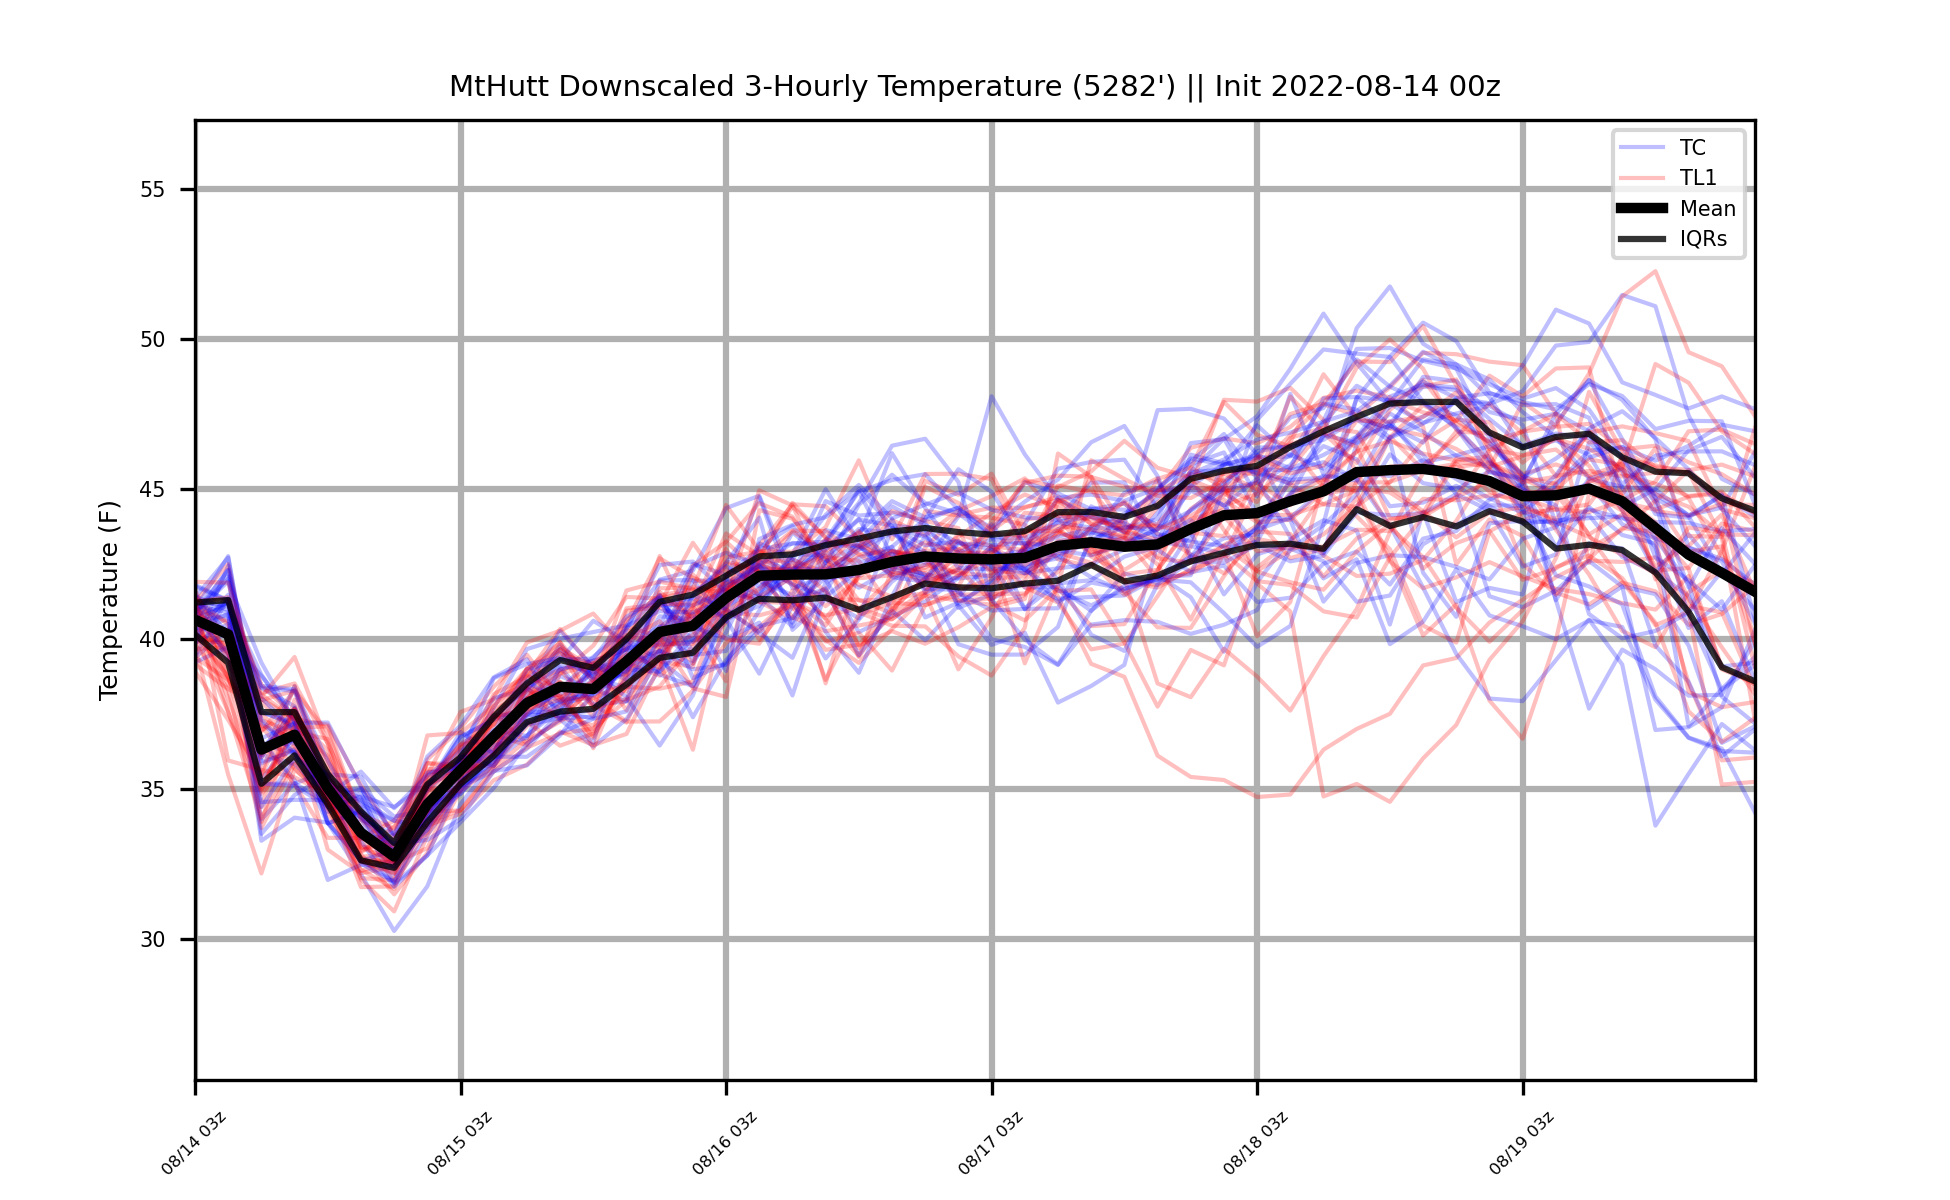 MtHutt Downscaled 3-Hourly Temperature (5282') || Init 2022-08-14 00z
TC
TL1
Mean
IQRs
Temperature (F)
55
50
45
40
35
30
08/14 03z
08/15 03z
08/16 03z
08/17 03z
08/18 03z
08/19 03z